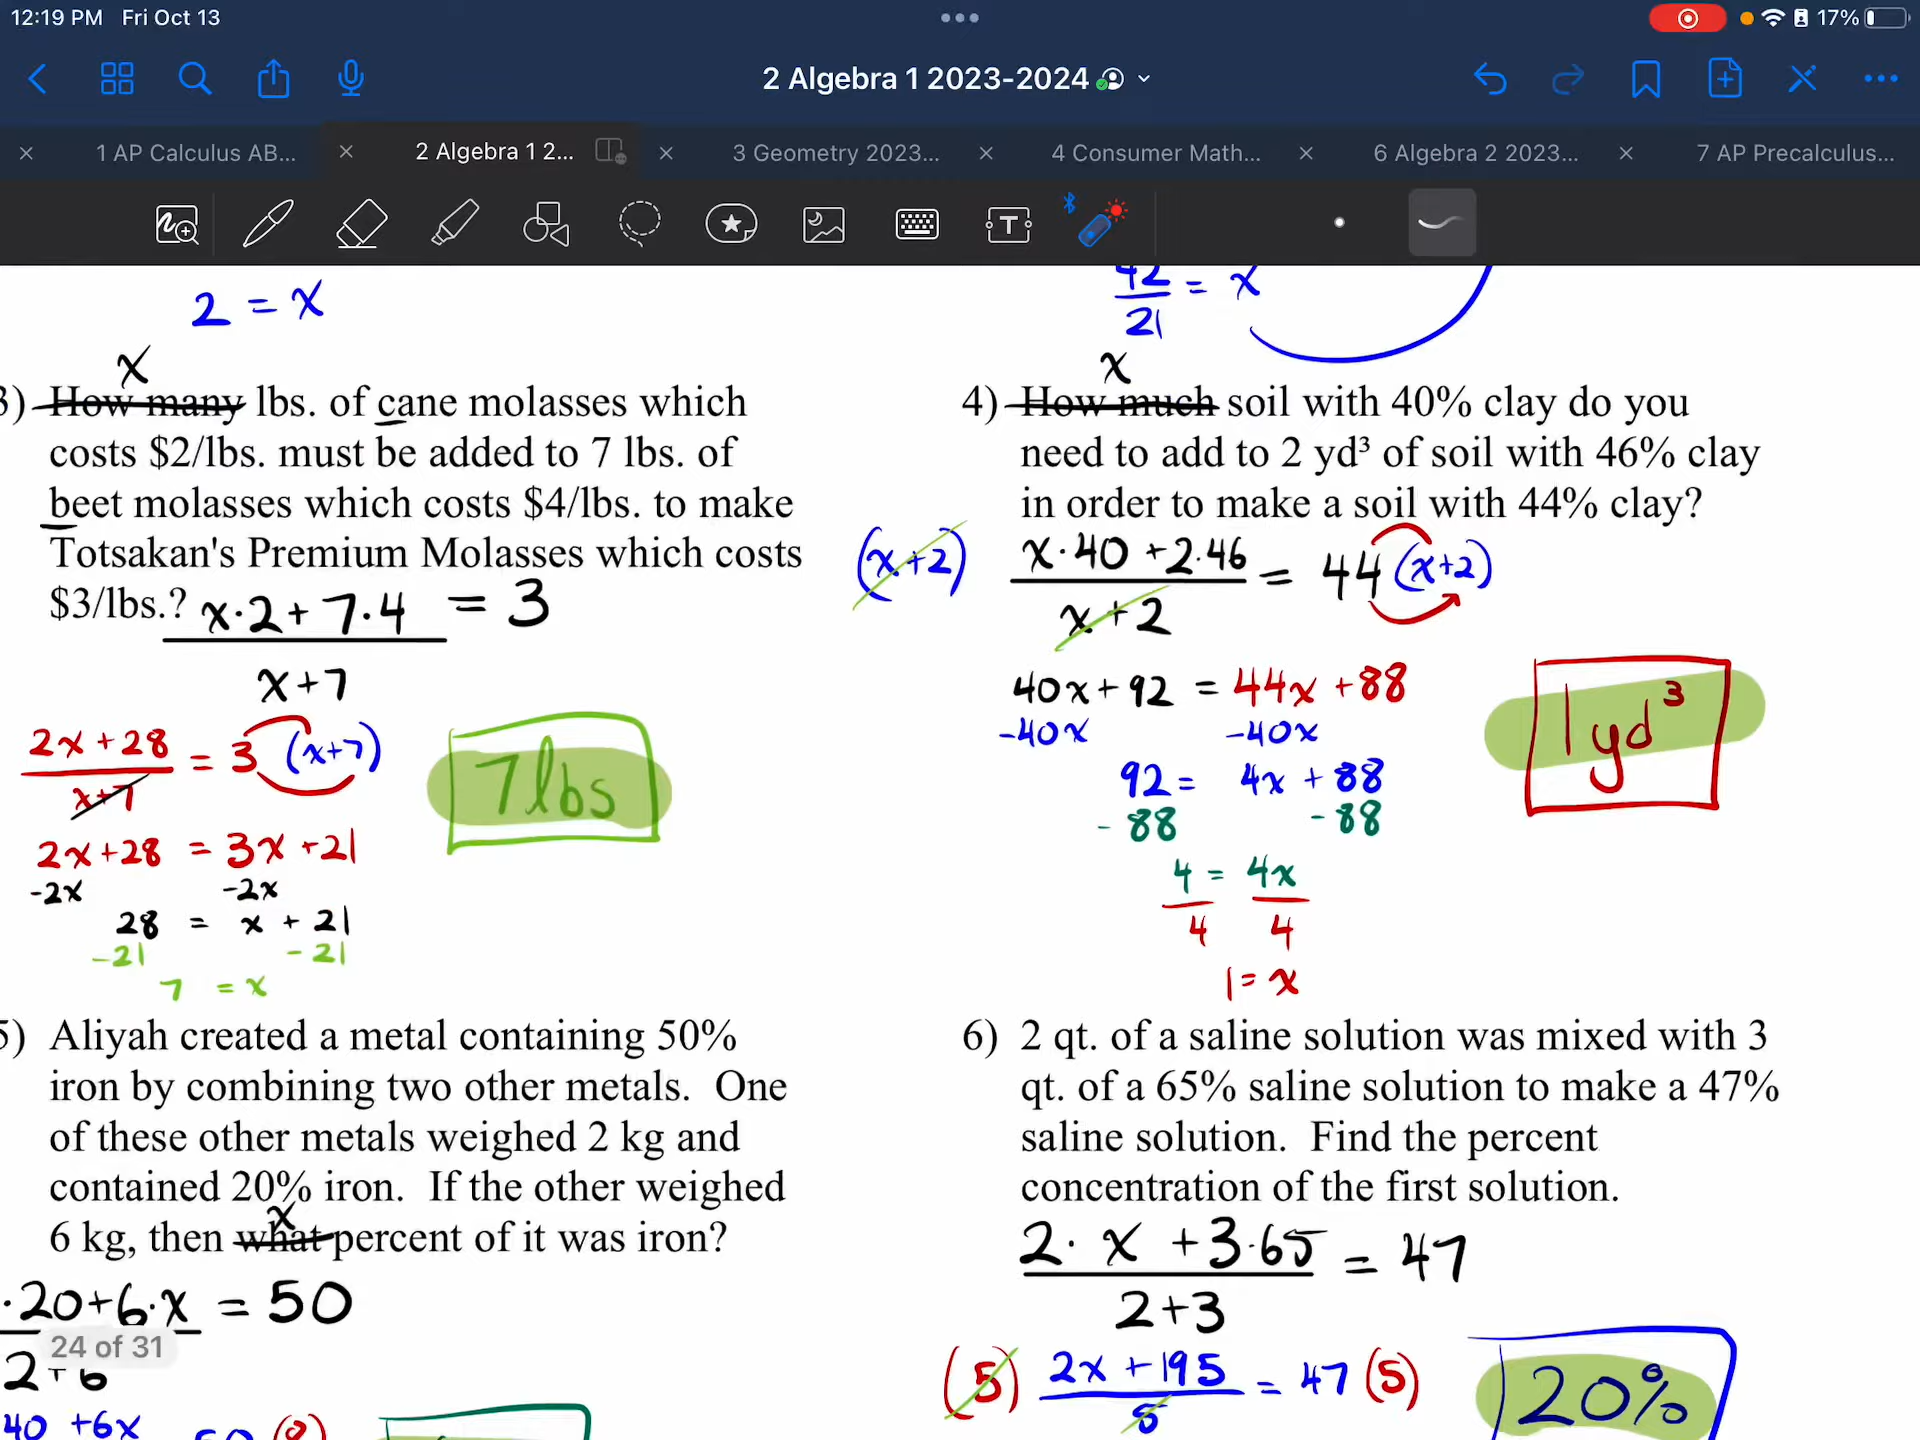 12:19 PM Fri Oct 13
17%
2 Algebra 1 2023-2024
1 AP Calculus AB...
2 Algebra 1 2...
3 Geometry 2023...
4 Consumer Math...
6 Algebra 2 2023...
7 AP Precalculus...
2 = x
x
3) How many lbs. of cane molasses which
costs $2/lbs. must be added to 7 lbs. of
beet molasses which costs $4/lbs. to make
Totsakan's Premium Molasses which costs
$3/lbs.? x·2 + 7·4 = 3
x+7
2x+28 = 3 (x+7)
x+7
7 lbs
2x+28 = 3x+21
-2x -2x
28 = x + 21
-21 -21
7 = x
42 = x
21
x
4) How much soil with 40% clay do you
need to add to 2 yd³ of soil with 46% clay
in order to make a soil with 44% clay?
(x+2) x·40 + 2·46 = 44 (x+2)
x+2
40x+92 = 44x+88
-40x -40x
1 yd³
92 = 4x + 88
-88 -88
4 = 4x
4 4
1 = x
5) Aliyah created a metal containing 50%
iron by combining two other metals. One
of these other metals weighed 2 kg and
contained 20% iron. If the other weighed
x
6 kg, then what percent of it was iron?
·20+6·x = 50
24 of 31
2+6
40 +6x
6) 2 qt. of a saline solution was mixed with 3
qt. of a 65% saline solution to make a 47%
saline solution. Find the percent
concentration of the first solution.
2· x +3·65 = 47
2+3
(5) 2x +195 = 47 (5)
5
20%